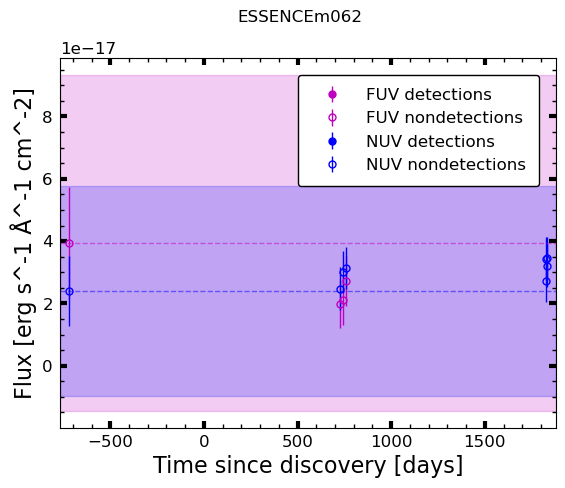 ESSENCEm062
1e−17
FUV detections
FUV nondetections
NUV detections
NUV nondetections
8
6
4
2
0
Flux [erg s^-1 Å^-1 cm^-2]
−500
0
500
1000
1500
Time since discovery [days]